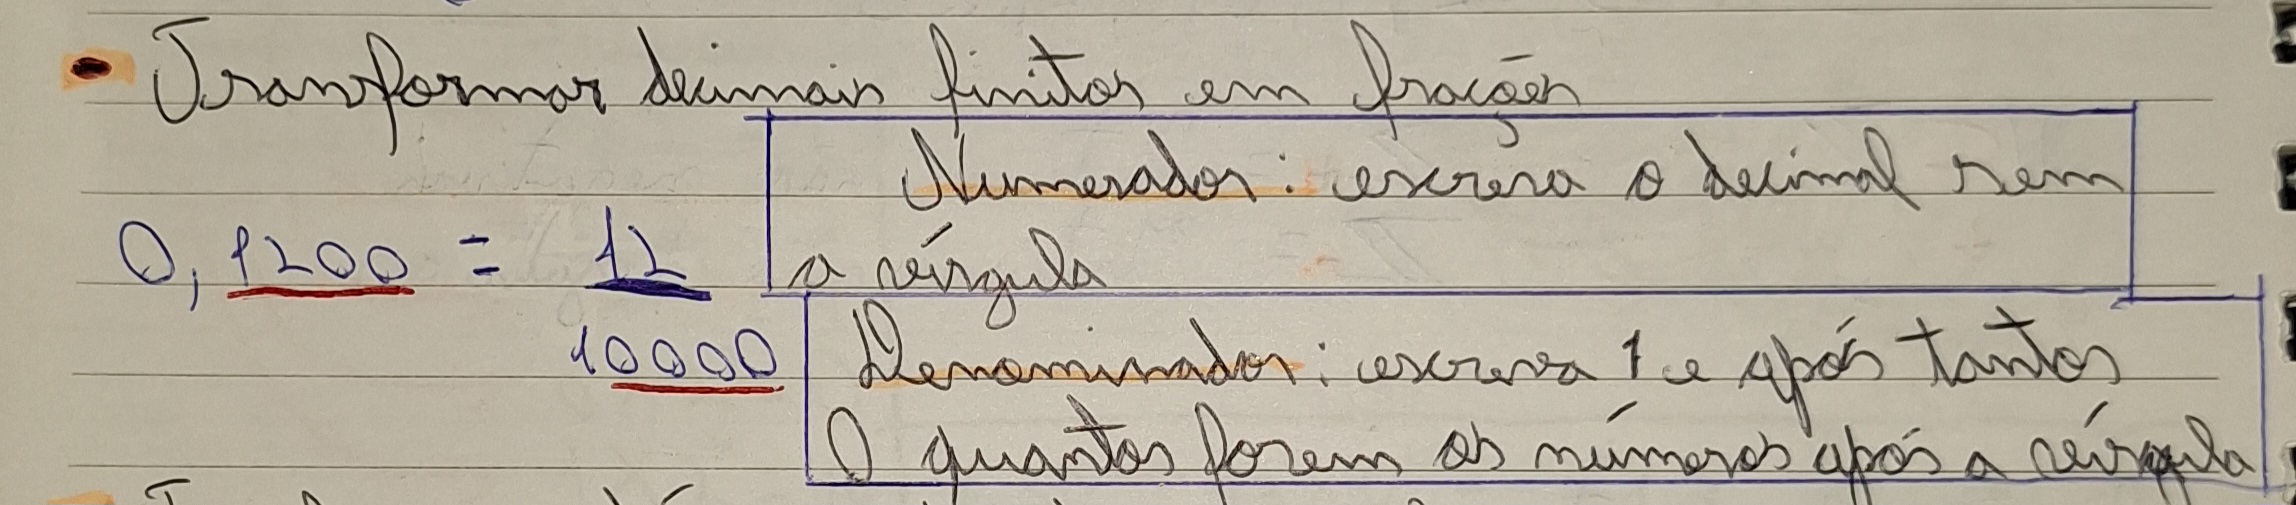 • Transformar decimais finitos em frações
Numerador: escreva o decimal sem
a vírgula
0,1200 = 12
10000
Denominador: escreva 1 e após tantos
0 quantos forem os números após a vírgula